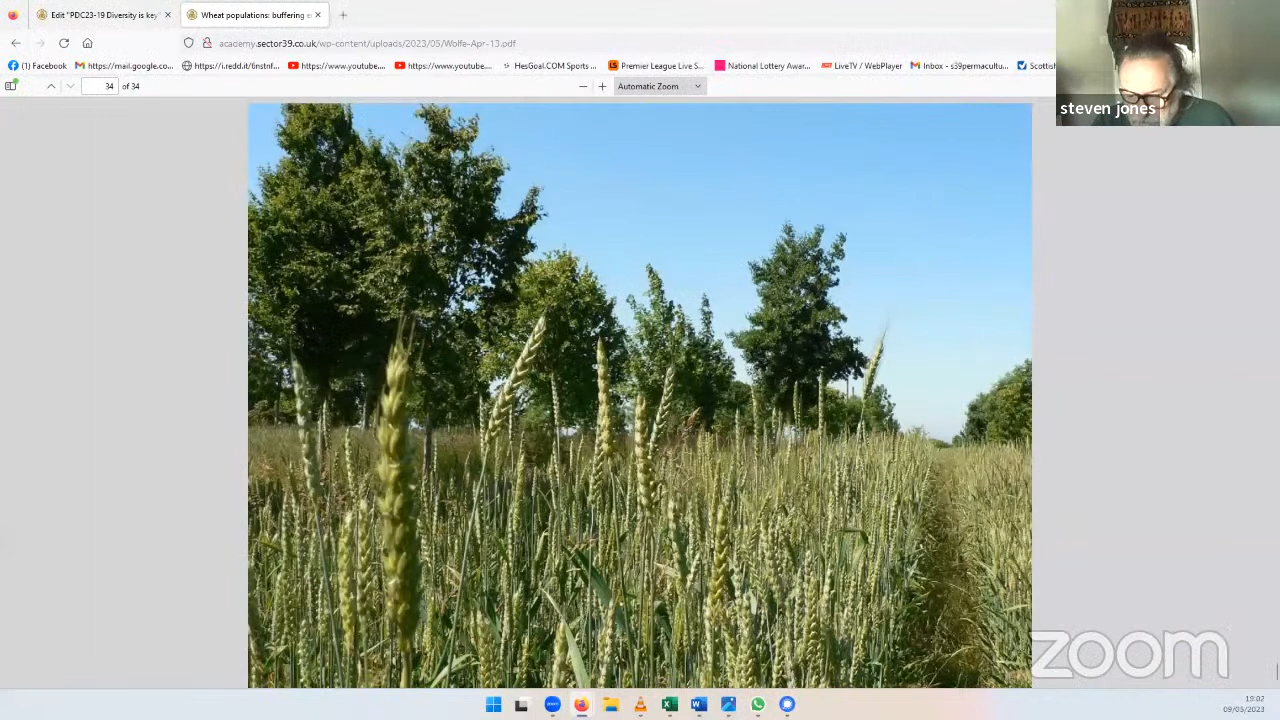 Edit "PDC23-19 Diversity is key
Wheat populations: buffering e
academy.sector39.co.uk/wp-content/uploads/2023/05/Wolfe-Apr-13.pdf
(1) Facebook
https://mail.google.co...
https://i.redd.it/6nstnf...
https://www.youtube....
https://www.youtube....
HesGoal.COM Sports ...
Premier League Live S...
National Lottery Awar...
LiveTV / WebPlayer
Inbox - s39permacultu...
Scottish
34 of 34
Automatic Zoom
steven jones
zoom
zoom
19:02
09/05/2023